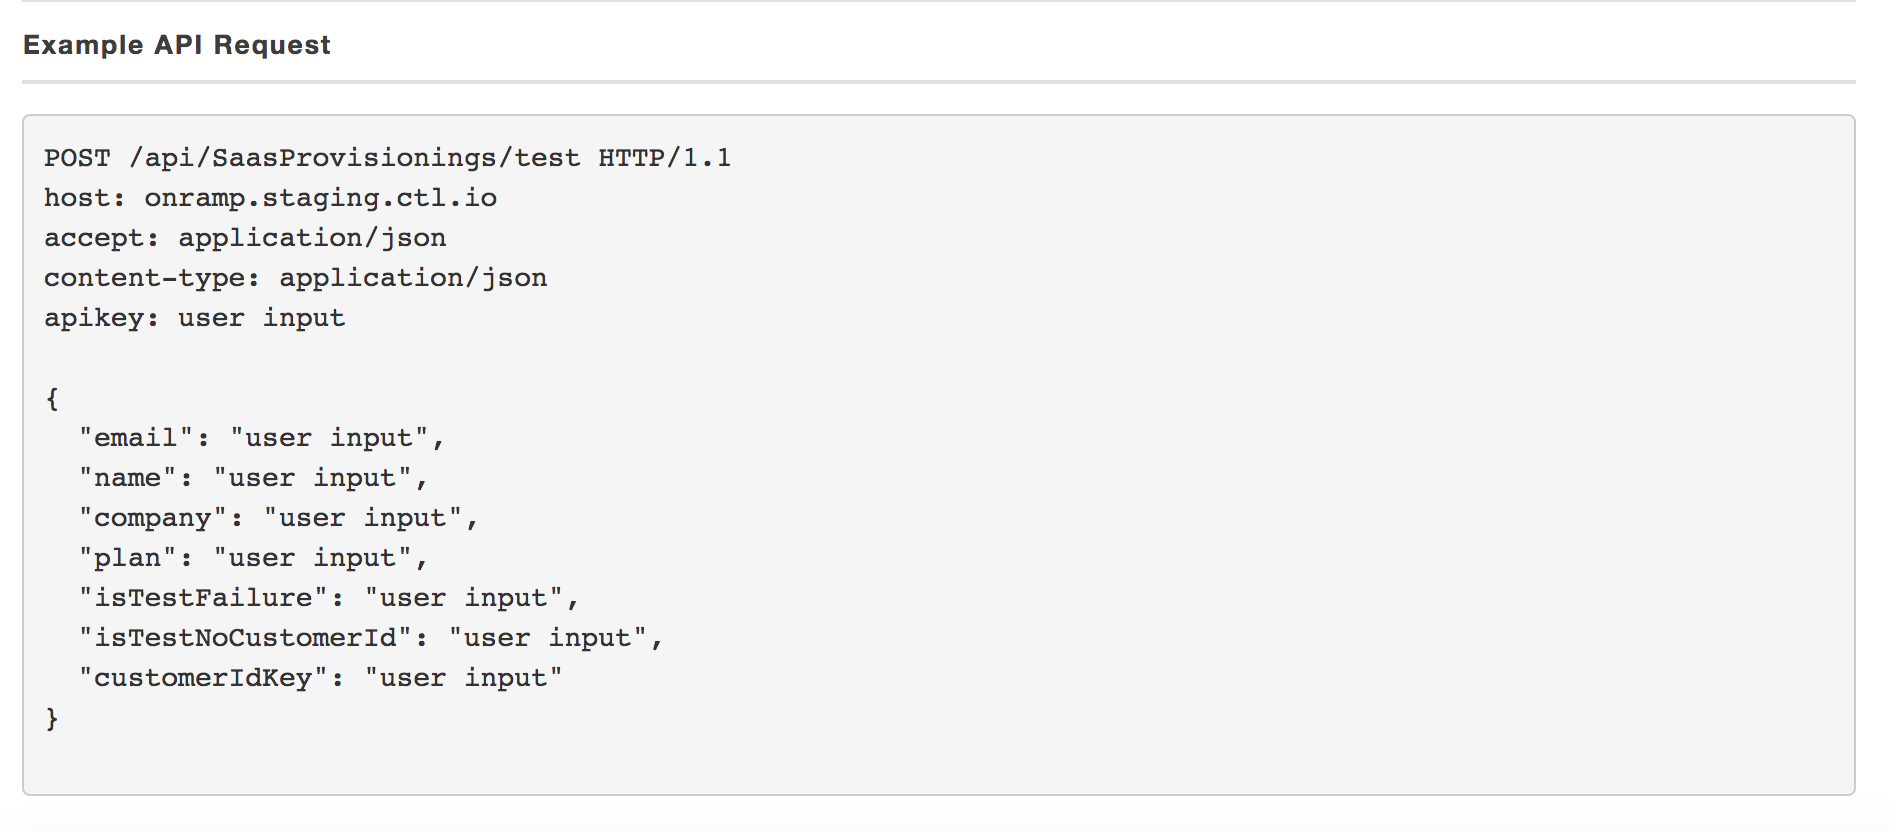 Example API Request
POST /api/SaasProvisionings/test HTTP/1.1
host: onramp.staging.ctl.io
accept: application/json
content-type: application/json
apikey: user input

{
  "email": "user input",
  "name": "user input",
  "company": "user input",
  "plan": "user input",
  "isTestFailure": "user input",
  "isTestNoCustomerId": "user input",
  "customerIdKey": "user input"
}